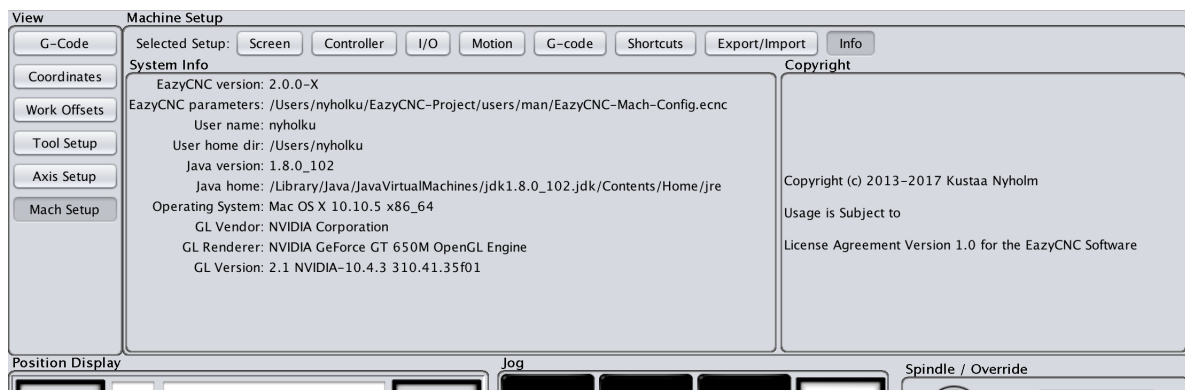 View
Machine Setup
G-Code
Coordinates
Work Offsets
Tool Setup
Axis Setup
Mach Setup
Selected Setup: Screen Controller I/O Motion G-code Shortcuts Export/Import Info
System Info
EazyCNC version: 2.0.0-X
EazyCNC parameters: /Users/nyholku/EazyCNC-Project/users/man/EazyCNC-Mach-Config.ecnc
User name: nyholku
User home dir: /Users/nyholku
Java version: 1.8.0_102
Java home: /Library/Java/JavaVirtualMachines/jdk1.8.0_102.jdk/Contents/Home/jre
Operating System: Mac OS X 10.10.5 x86_64
GL Vendor: NVIDIA Corporation
GL Renderer: NVIDIA GeForce GT 650M OpenGL Engine
GL Version: 2.1 NVIDIA-10.4.3 310.41.35f01
Copyright
Copyright (c) 2013-2017 Kustaa Nyholm
Usage is Subject to
License Agreement Version 1.0 for the EazyCNC Software
Position Display
Jog
Spindle / Override